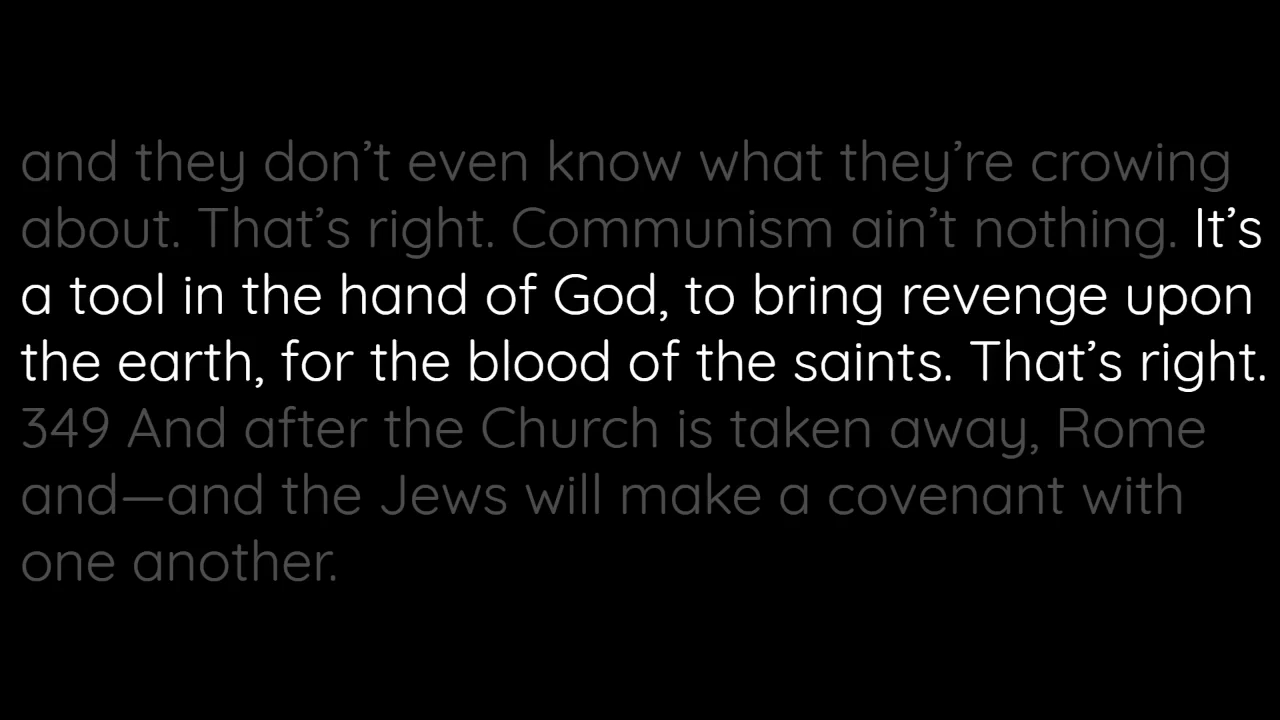 and they don’t even know what they’re crowing
about. That’s right. Communism ain’t nothing. It’s
a tool in the hand of God, to bring revenge upon
the earth, for the blood of the saints. That’s right.
349 And after the Church is taken away, Rome
and—and the Jews will make a covenant with
one another.